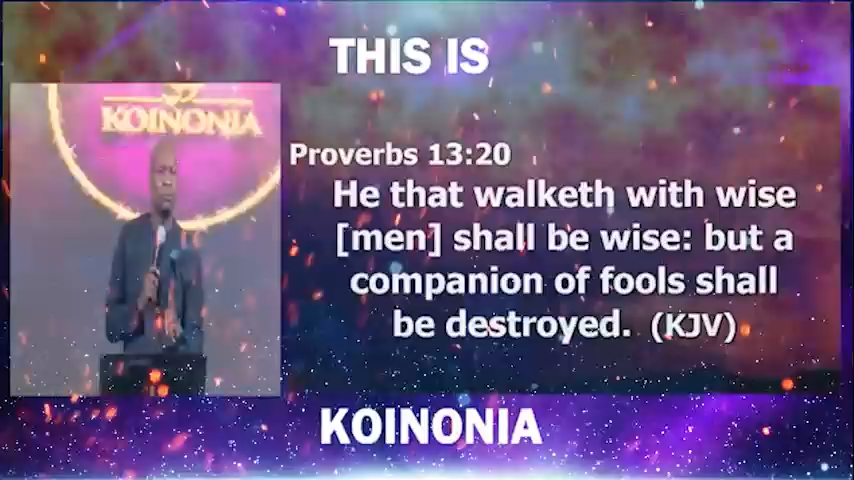 THIS IS
KOINONIA
Proverbs 13:20
He that walketh with wise
[men] shall be wise: but a
companion of fools shall
be destroyed. (KJV)
KOINONIA